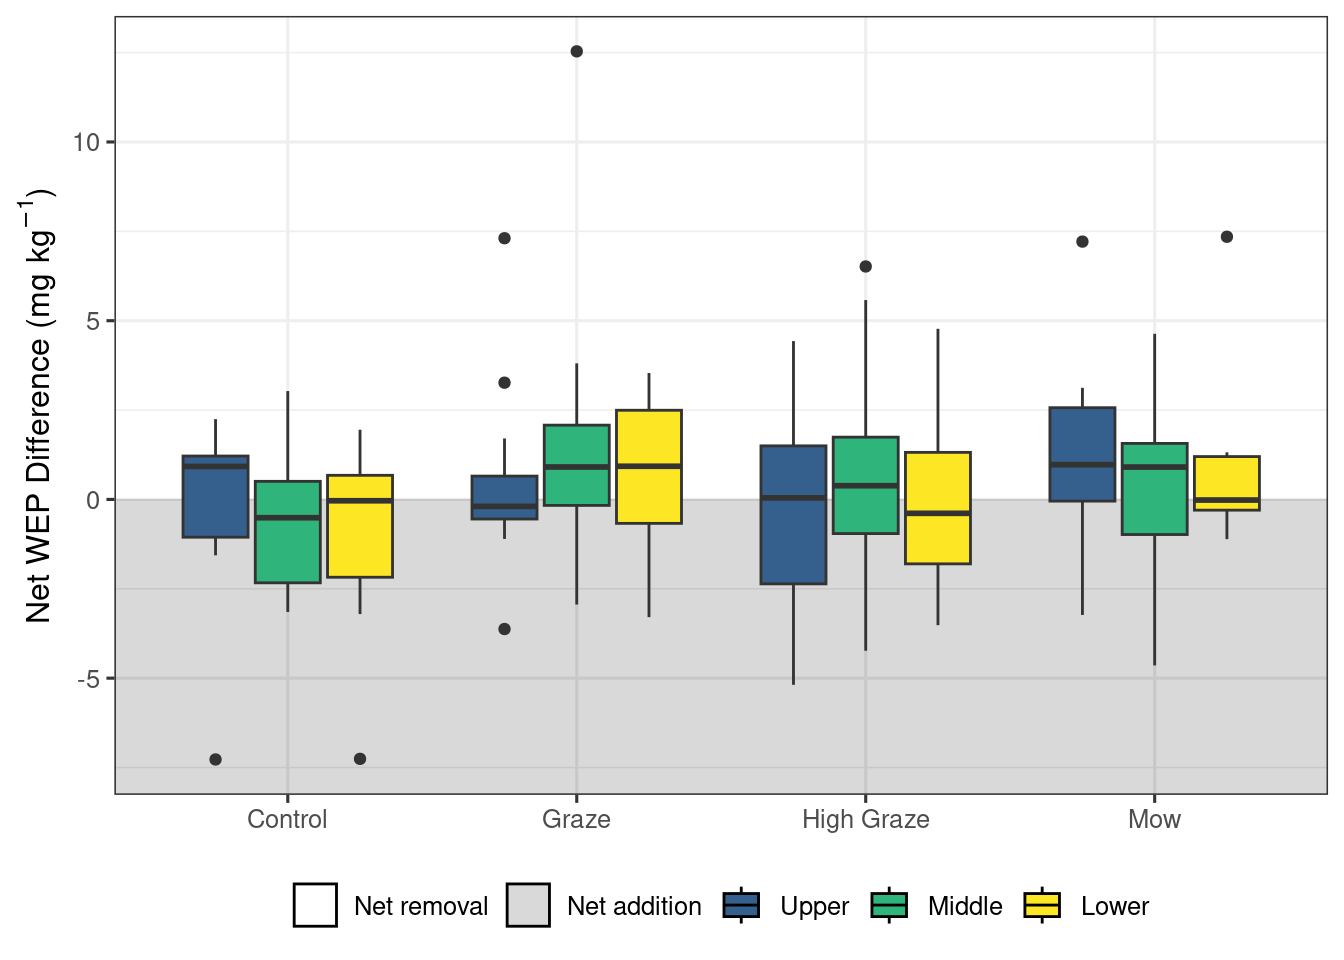 Net WEP Difference (mg kg⁻¹)
10
5
0
-5
Control Graze High Graze Mow
Net removal Net addition Upper Middle Lower